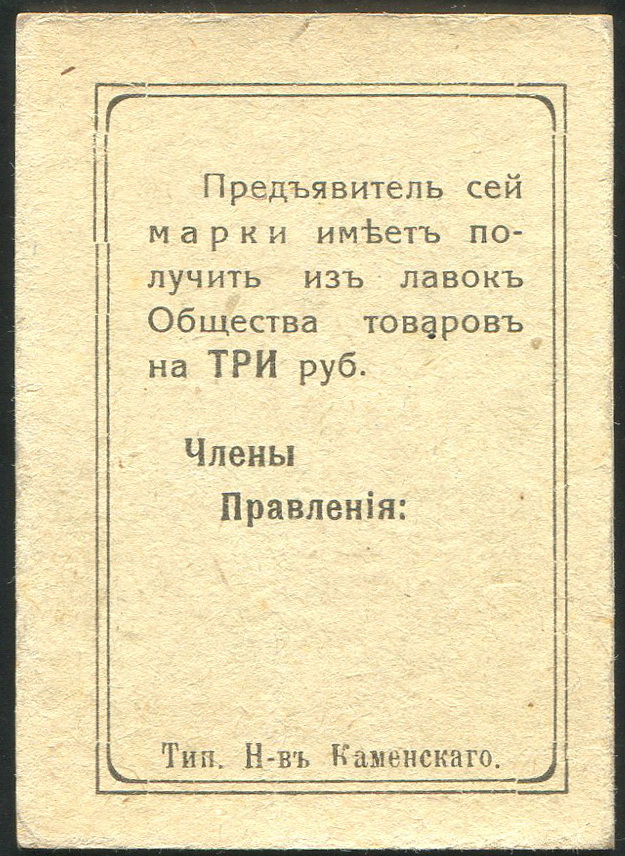 Предъявитель сей
марки имѣетъ по-
лучить изъ лавокъ
Общества товаровъ
на ТРИ руб.
Члены
Правленія:
Тип. Н-въ Каменскаго.